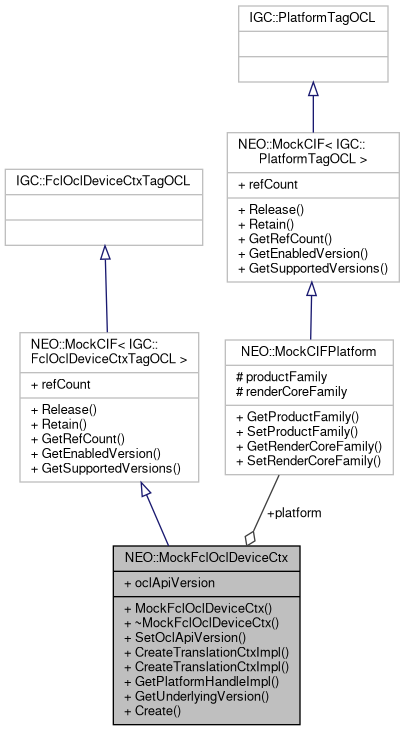 IGC::PlatformTagOCL
NEO::MockCIF< IGC::
PlatformTagOCL >
+ refCount
+ Release()
+ Retain()
+ GetRefCount()
+ GetEnabledVersion()
+ GetSupportedVersions()
IGC::FclOclDeviceCtxTagOCL
NEO::MockCIF< IGC::
FclOclDeviceCtxTagOCL >
+ refCount
+ Release()
+ Retain()
+ GetRefCount()
+ GetEnabledVersion()
+ GetSupportedVersions()
NEO::MockCIFPlatform
# productFamily
# renderCoreFamily
+ GetProductFamily()
+ SetProductFamily()
+ GetRenderCoreFamily()
+ SetRenderCoreFamily()
+platform
NEO::MockFclOclDeviceCtx
+ oclApiVersion
+ MockFclOclDeviceCtx()
+ ~MockFclOclDeviceCtx()
+ SetOclApiVersion()
+ CreateTranslationCtxImpl()
+ CreateTranslationCtxImpl()
+ GetPlatformHandleImpl()
+ GetUnderlyingVersion()
+ Create()